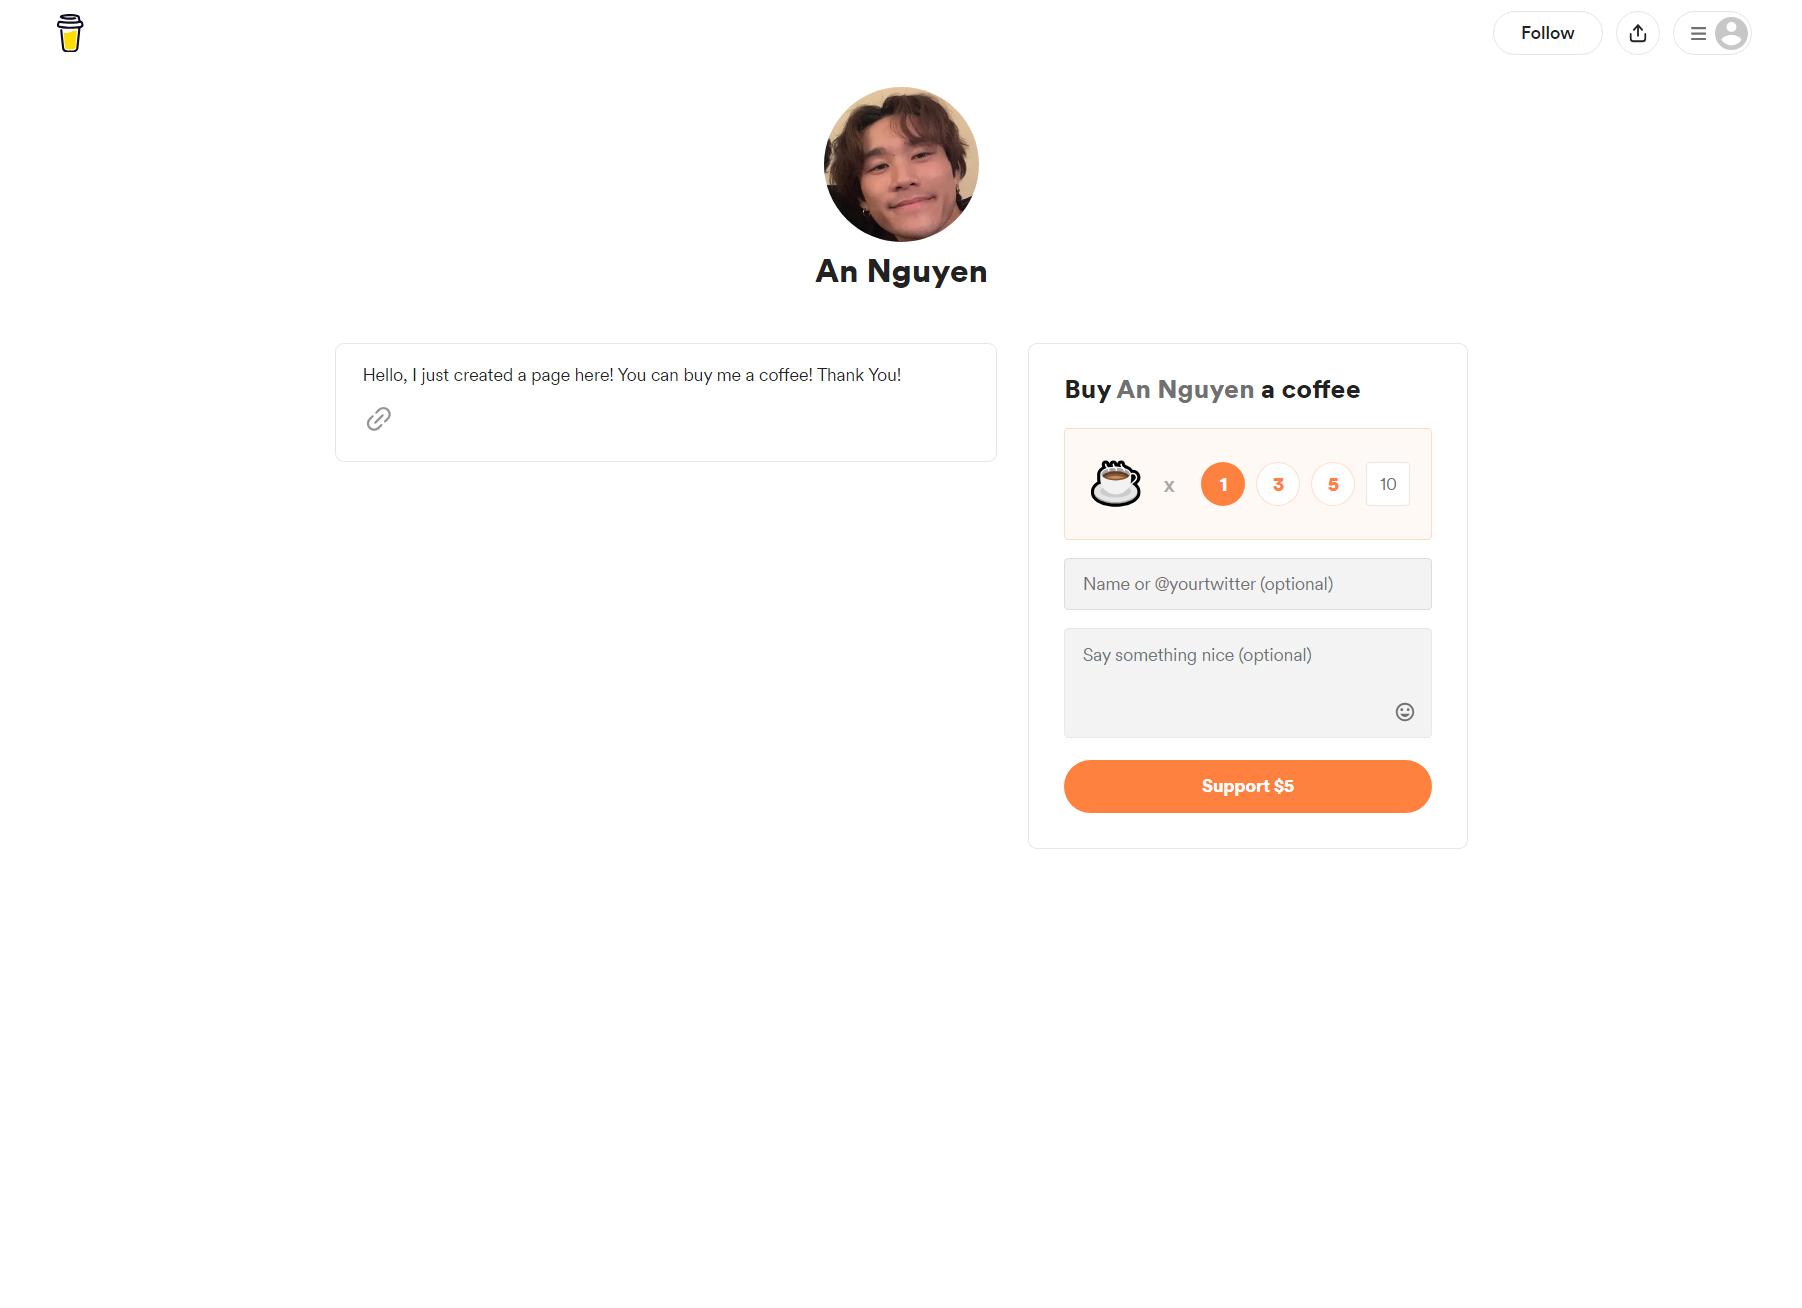 Follow
An Nguyen
Hello, I just created a page here! You can buy me a coffee! Thank You!
Buy An Nguyen a coffee
x 1 3 5 10
Name or @yourtwitter (optional)
Say something nice (optional)
Support $5